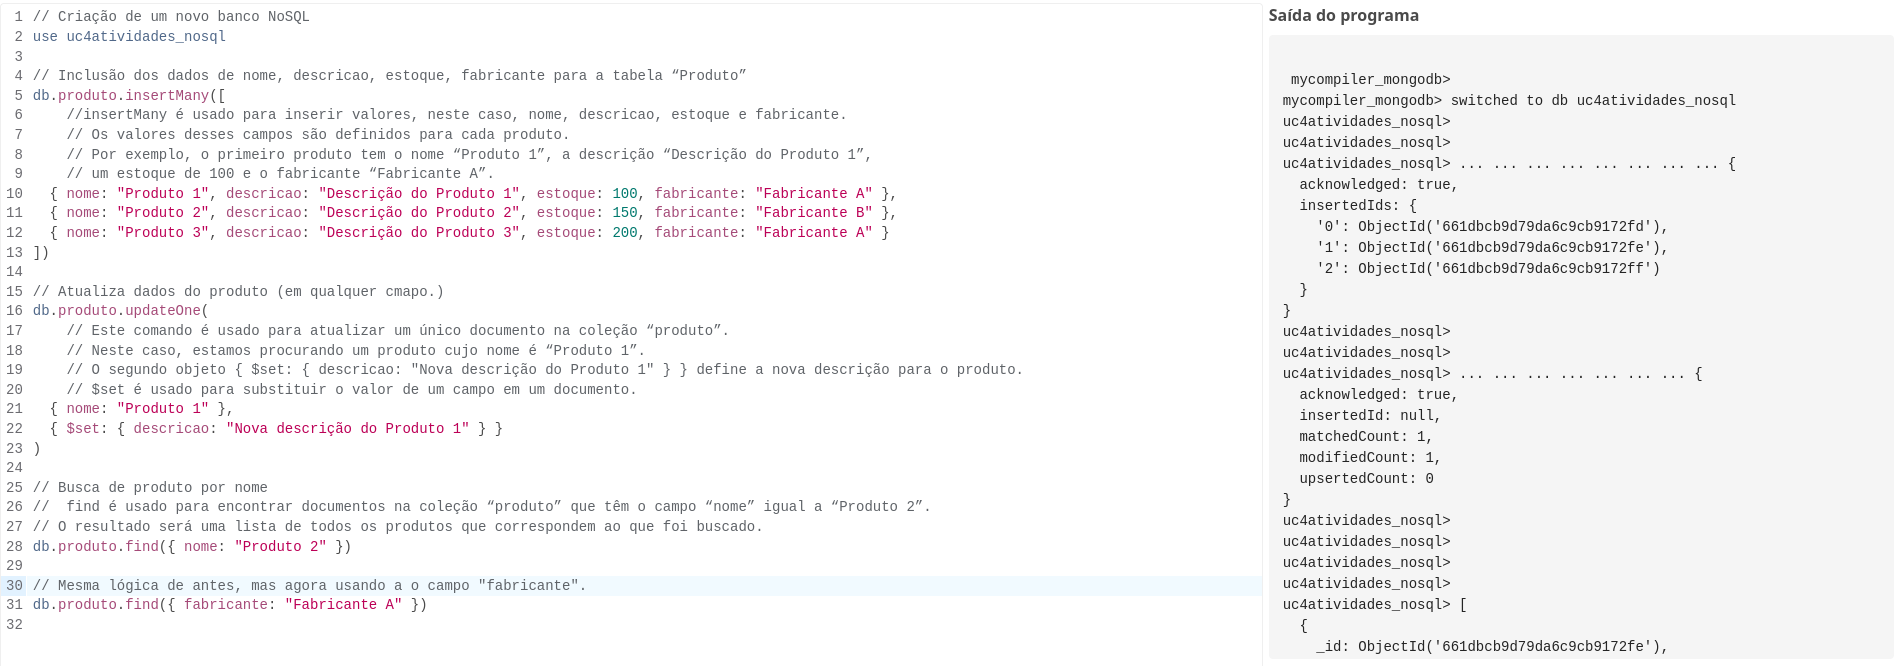 1 // Criação de um novo banco NoSQL
2 use uc4atividades_nosql
3
4 // Inclusão dos dados de nome, descricao, estoque, fabricante para a tabela “Produto”
5 db.produto.insertMany([
6     //insertMany é usado para inserir valores, neste caso, nome, descricao, estoque e fabricante.
7     // Os valores desses campos são definidos para cada produto.
8     // Por exemplo, o primeiro produto tem o nome “Produto 1”, a descrição “Descrição do Produto 1”,
9     // um estoque de 100 e o fabricante “Fabricante A”.
10   { nome: "Produto 1", descricao: "Descrição do Produto 1", estoque: 100, fabricante: "Fabricante A" },
11   { nome: "Produto 2", descricao: "Descrição do Produto 2", estoque: 150, fabricante: "Fabricante B" },
12   { nome: "Produto 3", descricao: "Descrição do Produto 3", estoque: 200, fabricante: "Fabricante A" }
13 ])
14
15 // Atualiza dados do produto (em qualquer cmapo.)
16 db.produto.updateOne(
17     // Este comando é usado para atualizar um único documento na coleção “produto”.
18     // Neste caso, estamos procurando um produto cujo nome é “Produto 1”.
19     // O segundo objeto { $set: { descricao: "Nova descrição do Produto 1" } } define a nova descrição para o produto.
20     // $set é usado para substituir o valor de um campo em um documento.
21   { nome: "Produto 1" },
22   { $set: { descricao: "Nova descrição do Produto 1" } }
23 )
24
25 // Busca de produto por nome
26 //  find é usado para encontrar documentos na coleção “produto” que têm o campo “nome” igual a “Produto 2”.
27 // O resultado será uma lista de todos os produtos que correspondem ao que foi buscado.
28 db.produto.find({ nome: "Produto 2" })
29
30 // Mesma lógica de antes, mas agora usando a o campo "fabricante".
31 db.produto.find({ fabricante: "Fabricante A" })
32
Saída do programa
mycompiler_mongodb>
mycompiler_mongodb> switched to db uc4atividades_nosql
uc4atividades_nosql>
uc4atividades_nosql>
uc4atividades_nosql> ... ... ... ... ... ... ... ... {
  acknowledged: true,
  insertedIds: {
    '0': ObjectId('661dbcb9d79da6c9cb9172fd'),
    '1': ObjectId('661dbcb9d79da6c9cb9172fe'),
    '2': ObjectId('661dbcb9d79da6c9cb9172ff')
  }
}
uc4atividades_nosql>
uc4atividades_nosql>
uc4atividades_nosql> ... ... ... ... ... ... ... {
  acknowledged: true,
  insertedId: null,
  matchedCount: 1,
  modifiedCount: 1,
  upsertedCount: 0
}
uc4atividades_nosql>
uc4atividades_nosql>
uc4atividades_nosql>
uc4atividades_nosql>
uc4atividades_nosql> [
  {
    _id: ObjectId('661dbcb9d79da6c9cb9172fe'),